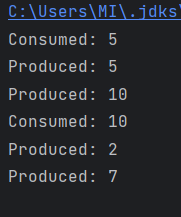 C:\Users\MI\.jdks\
Consumed: 5
Produced: 5
Produced: 10
Consumed: 10
Produced: 2
Produced: 7